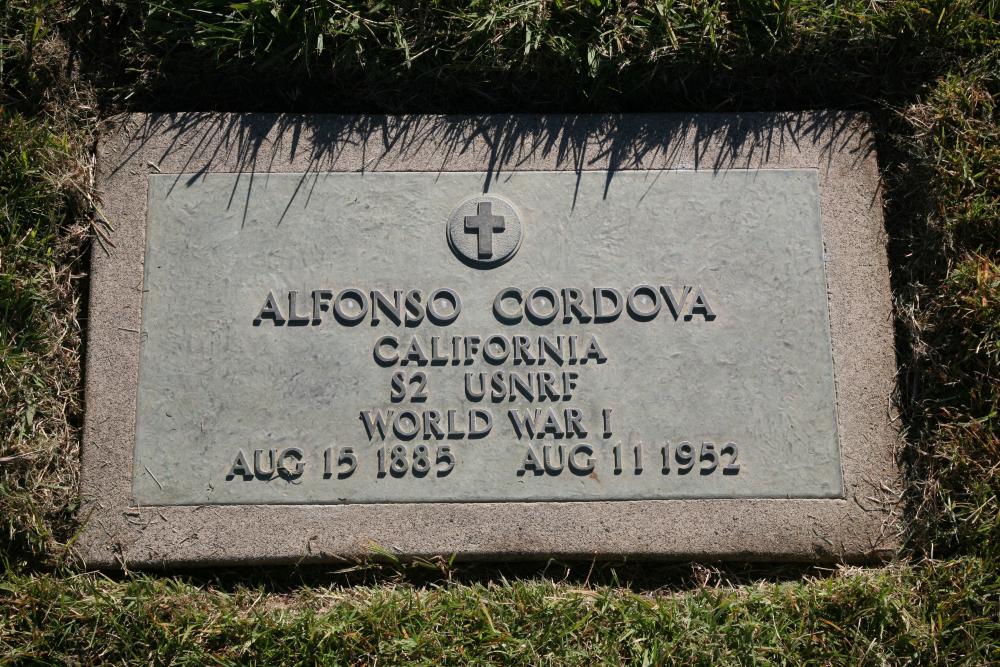 ALFONSO CORDOVA
CALIFORNIA
S2 USNRF
WORLD WAR I
AUG 15 1885 AUG 11 1952